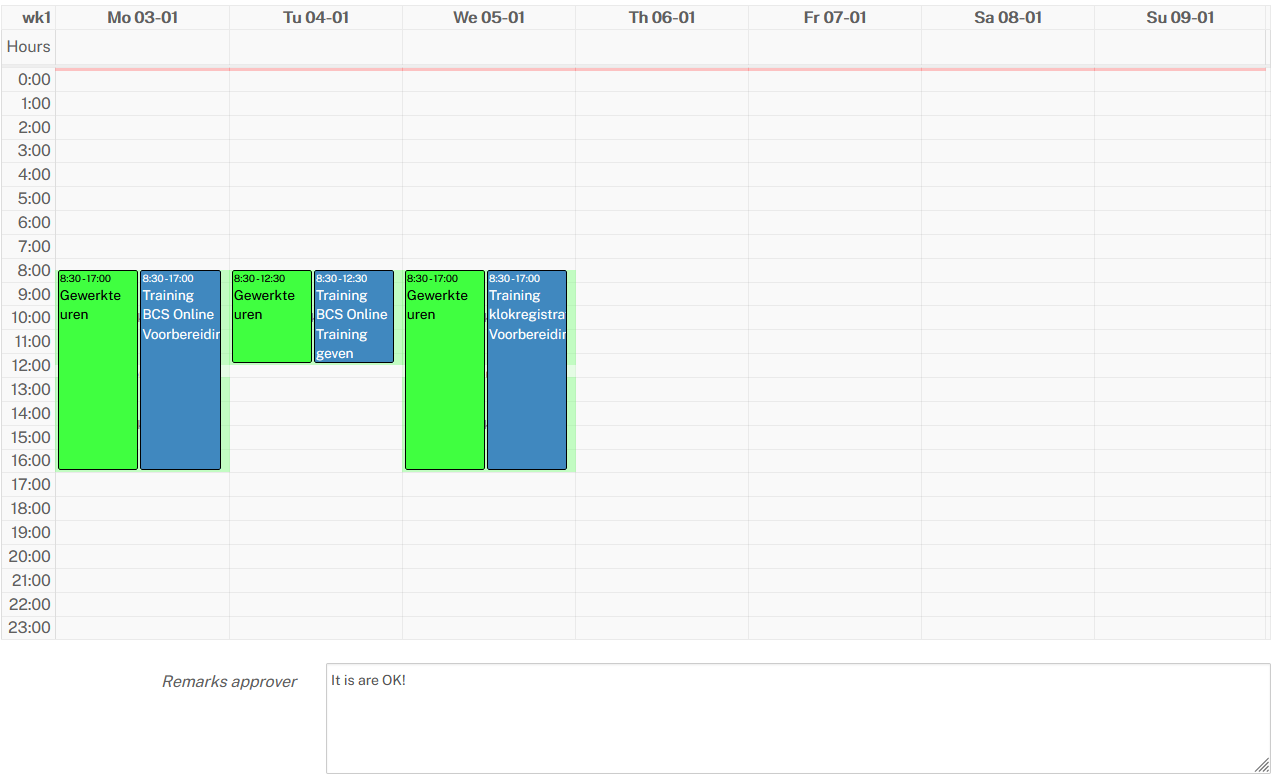 wk1 Mo 03-01 Tu 04-01 We 05-01 Th 06-01 Fr 07-01 Sa 08-01 Su 09-01
Hours
0:00
1:00
2:00
3:00
4:00
5:00
6:00
7:00
8:00
9:00
10:00
11:00
12:00
13:00
14:00
15:00
16:00
17:00
18:00
19:00
20:00
21:00
22:00
23:00
8:30-17:00
Gewerkte
uren
8:30-17:00
Training
BCS Online
Voorbereidin
8:30-12:30
Gewerkte
uren
8:30-12:30
Training
BCS Online
Training
geven
8:30-17:00
Gewerkte
uren
8:30-17:00
Training
klokregistra
Voorbereidin
Remarks approver
It is are OK!